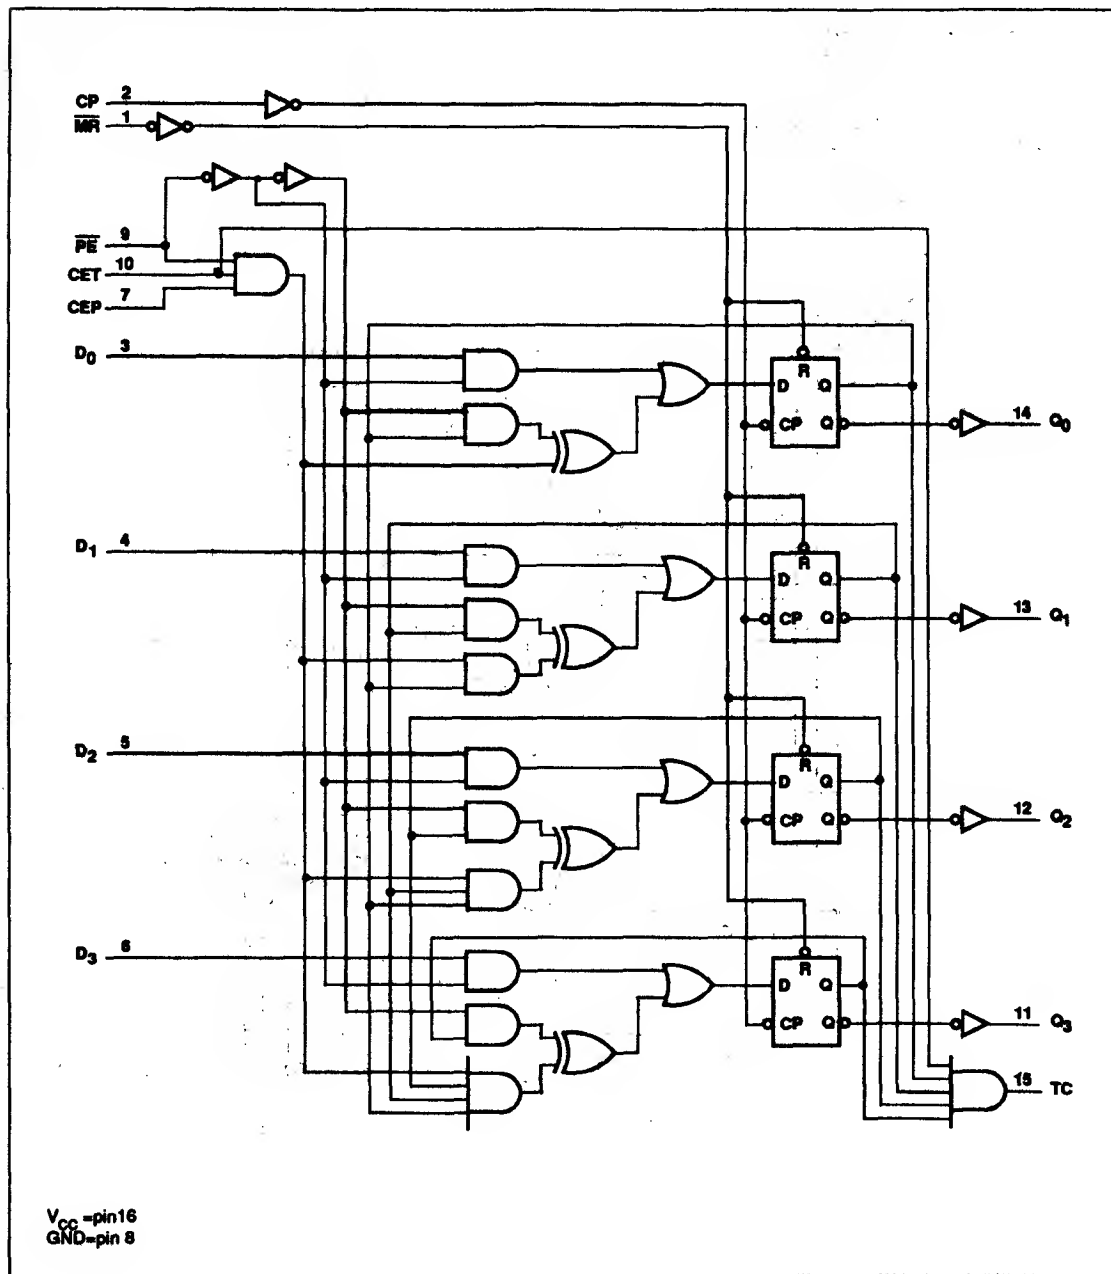 CP 2
MR 1
PE 9
CET 10
CEP 7
D0 3
R
D Q
CP Q 14 Q0
D1 4
R
D Q
CP Q 13 Q1
D2 5
R
D Q
CP Q 12 Q2
D3 6
R
D Q
CP Q 11 Q3
15 TC
VCC =pin16
GND=pin 8